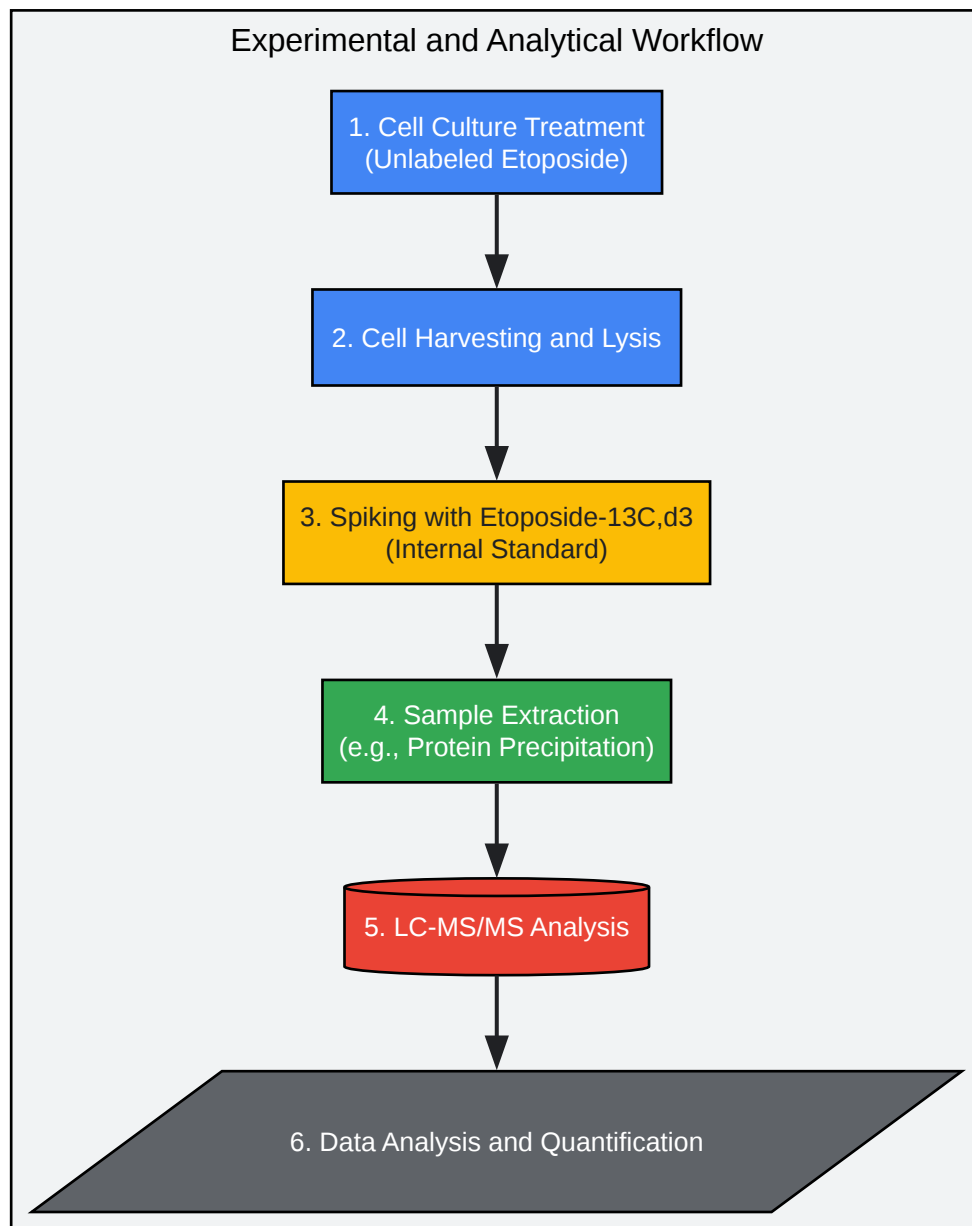 Experimental and Analytical Workflow
1. Cell Culture Treatment
(Unlabeled Etoposide)
2. Cell Harvesting and Lysis
3. Spiking with Etoposide-13C,d3
(Internal Standard)
4. Sample Extraction
(e.g., Protein Precipitation)
5. LC-MS/MS Analysis
6. Data Analysis and Quantification